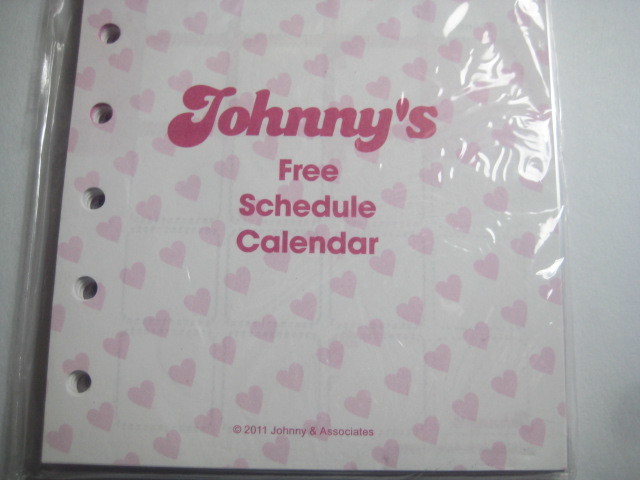 Johnny's
Free
Schedule
Calendar
© 2011 Johnny & Associates